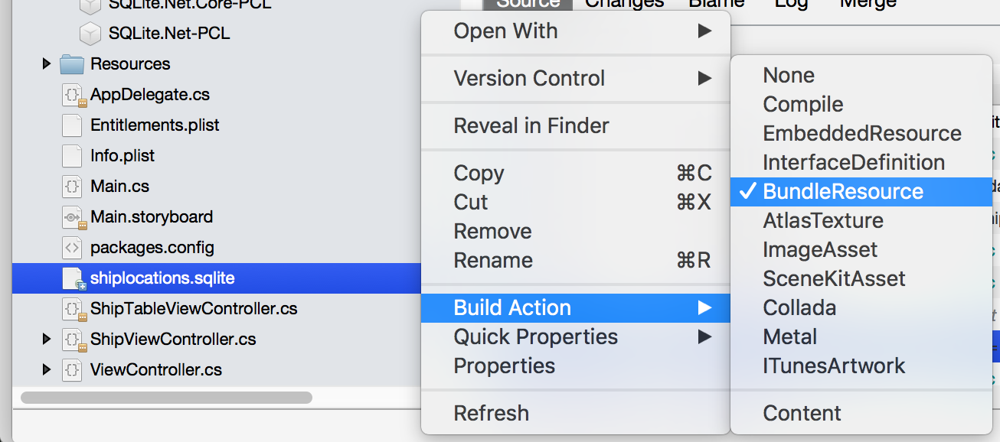 SQLite.Net.Core-PCL
SQLite.Net-PCL
Resources
AppDelegate.cs
Entitlements.plist
Info.plist
Main.cs
Main.storyboard
packages.config
shiplocations.sqlite
ShipTableViewController.cs
ShipViewController.cs
ViewController.cs
Source Changes Blame Log Merge
Open With
Version Control
Reveal in Finder
Copy ⌘C
Cut ⌘X
Remove
Rename ⌘R
Build Action
Quick Properties
Properties
Refresh
None
Compile
EmbeddedResource
InterfaceDefinition
✓ BundleResource
AtlasTexture
ImageAsset
SceneKitAsset
Collada
Metal
ITunesArtwork
Content